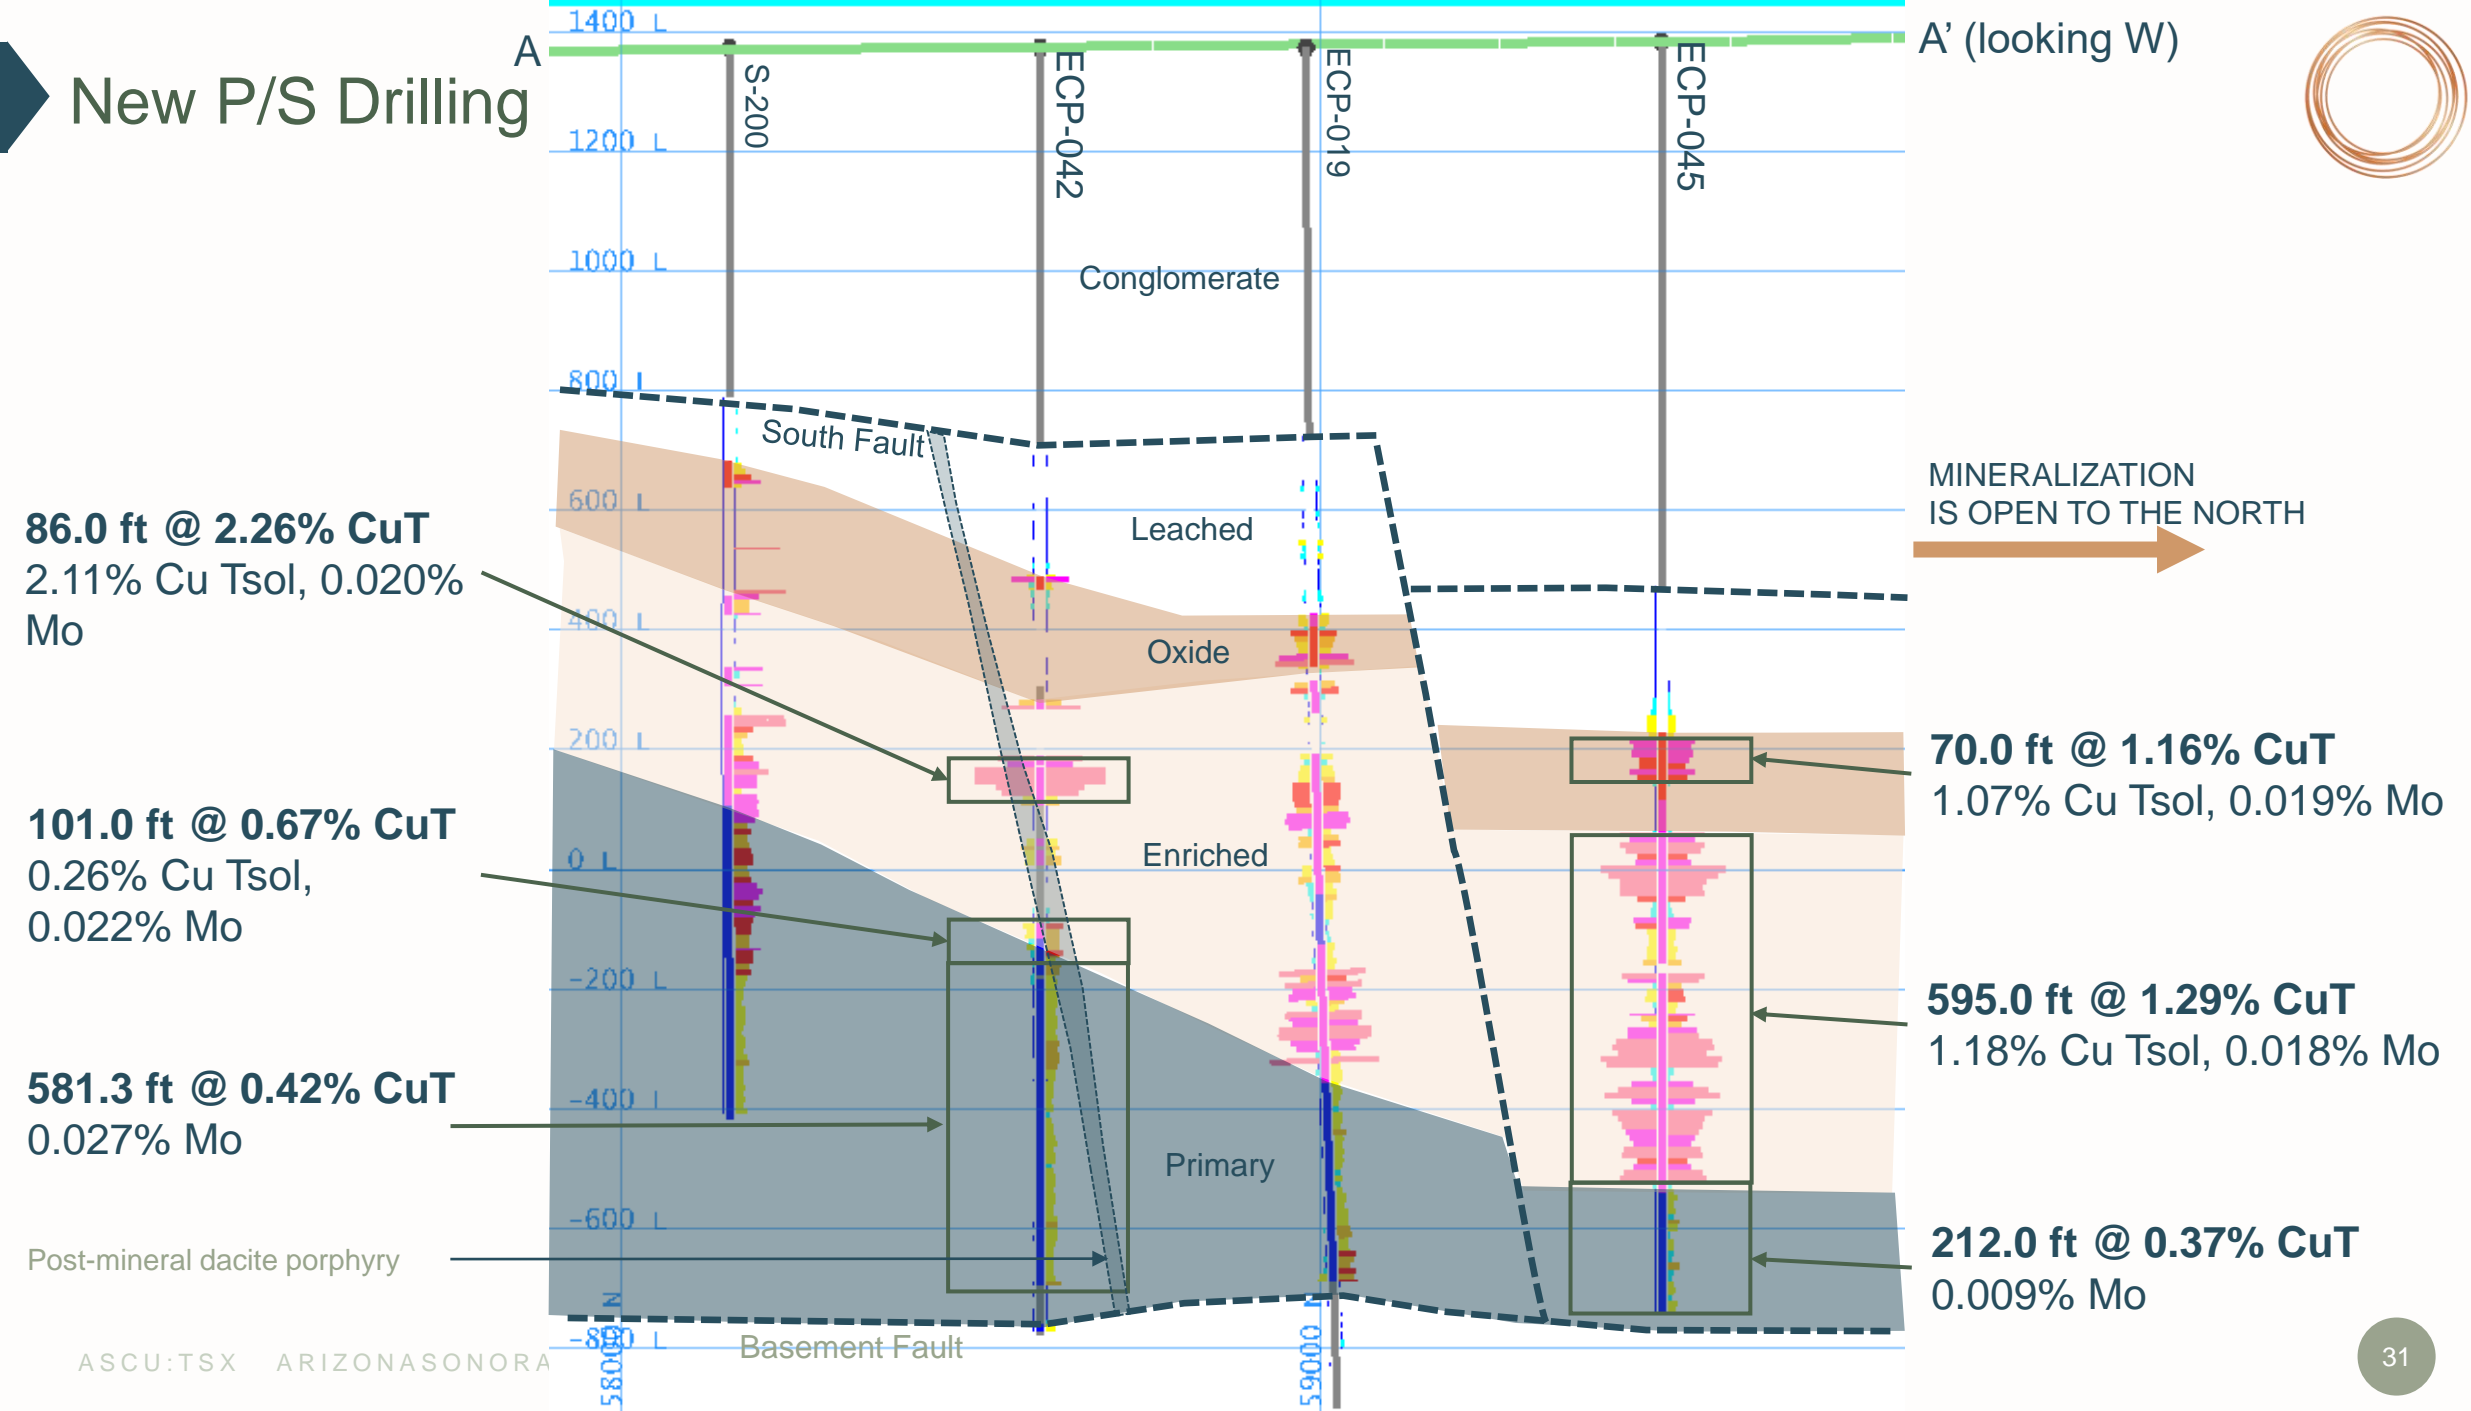 New P/S Drilling
A
A' (looking W)
1400 L
1200 L
1000 L
800 L
600 L
400 L
200 L
0 L
-200 L
-400 L
-600 L
-800 L
S-200
ECP-042
ECP-019
ECP-045
Conglomerate
South Fault
Leached
Oxide
Enriched
Primary
Basement Fault
58000 N
59000 N
86.0 ft @ 2.26% CuT
2.11% Cu Tsol, 0.020%
Mo
101.0 ft @ 0.67% CuT
0.26% Cu Tsol,
0.022% Mo
581.3 ft @ 0.42% CuT
0.027% Mo
Post-mineral dacite porphyry
MINERALIZATION
IS OPEN TO THE NORTH
70.0 ft @ 1.16% CuT
1.07% Cu Tsol, 0.019% Mo
595.0 ft @ 1.29% CuT
1.18% Cu Tsol, 0.018% Mo
212.0 ft @ 0.37% CuT
0.009% Mo
ASCU:TSX ARIZONASONORA
31